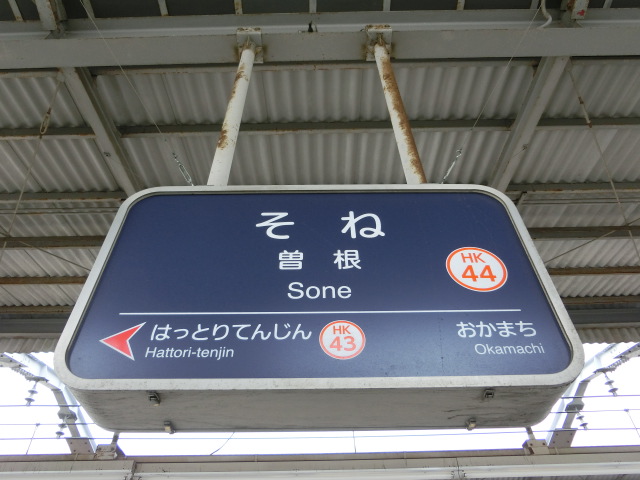 そね
曽根
Sone
HK
44
はっとりてんじん
Hattori-tenjin
HK
43
おかまち
Okamachi